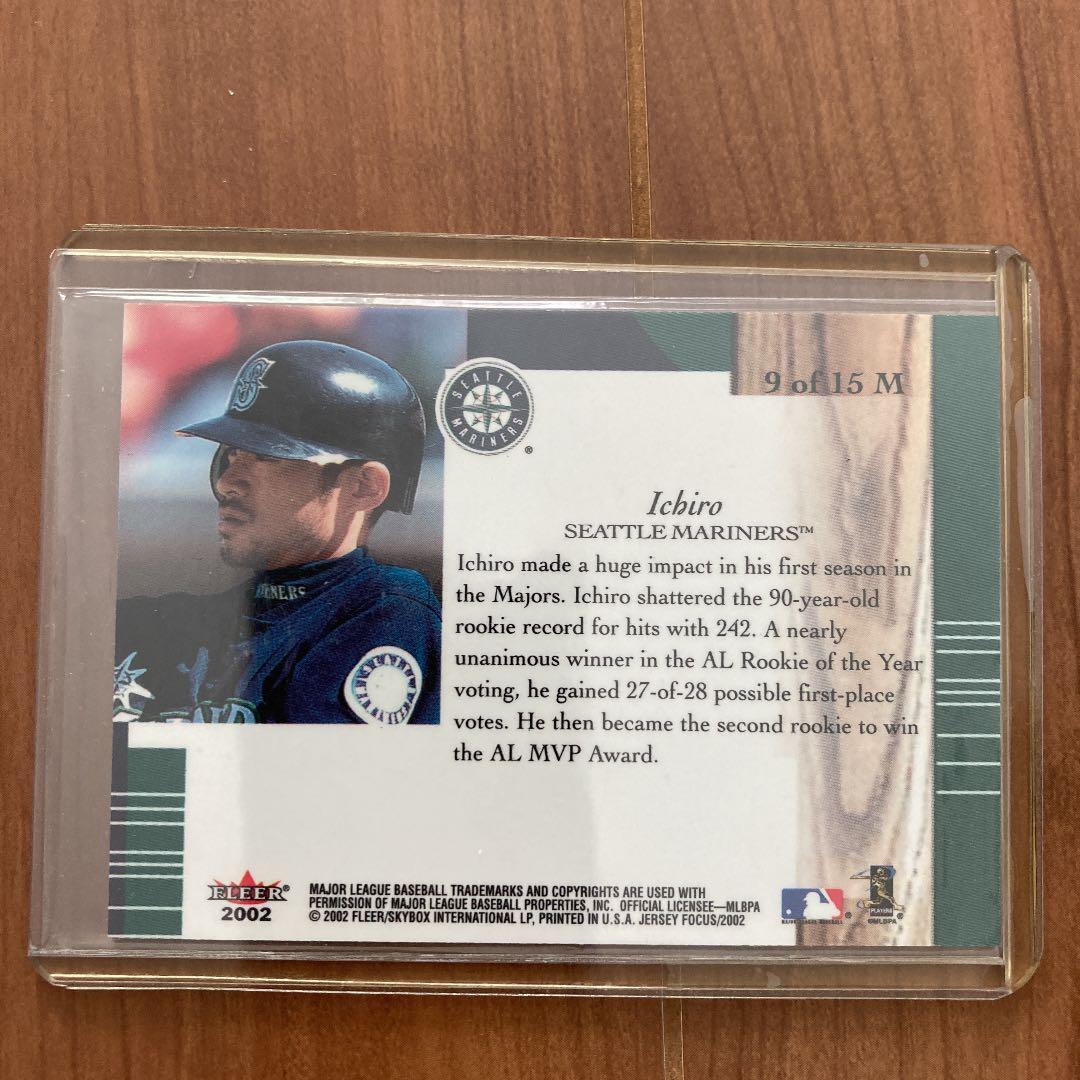 9 of 15 M
SEATTLE
MARINERS
®
Ichiro
SEATTLE MARINERS™
Ichiro made a huge impact in his first season in
the Majors. Ichiro shattered the 90-year-old
rookie record for hits with 242. A nearly
unanimous winner in the AL Rookie of the Year
voting, he gained 27-of-28 possible first-place
votes. He then became the second rookie to win
the AL MVP Award.
S
FLEER®
2002
MAJOR LEAGUE BASEBALL TRADEMARKS AND COPYRIGHTS ARE USED WITH
PERMISSION OF MAJOR LEAGUE BASEBALL PROPERTIES, INC. OFFICIAL LICENSEE—MLBPA
© 2002 FLEER/SKYBOX INTERNATIONAL LP, PRINTED IN U.S.A. JERSEY FOCUS/2002
PLAYERS
©MLBPA